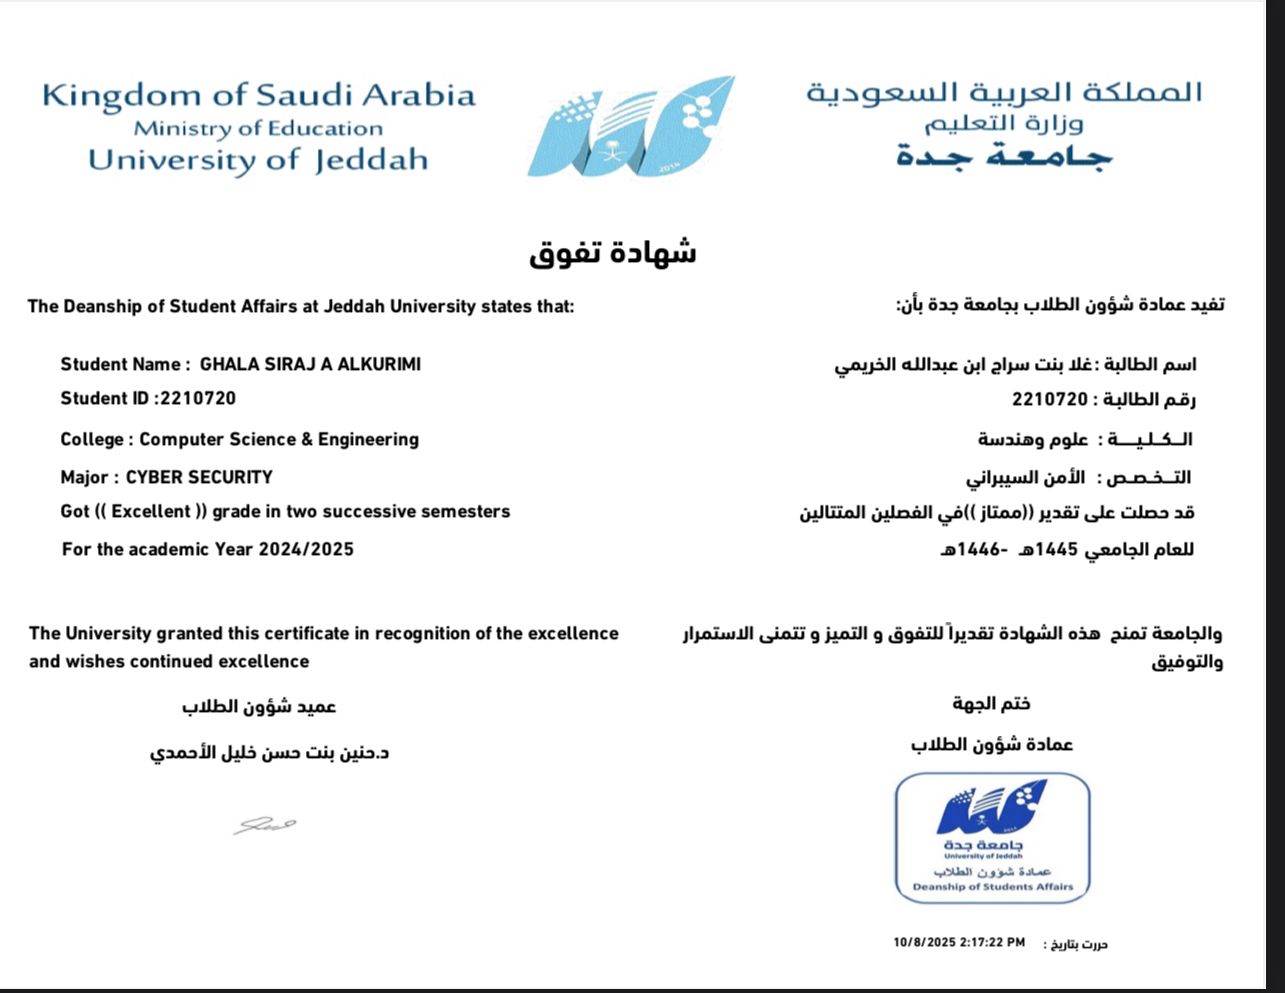 Kingdom of Saudi Arabia
Ministry of Education
University of Jeddah
2014
المملكة العربية السعودية
وزارة التعليم
جامعة جدة
شهادة تفوق
The Deanship of Student Affairs at Jeddah University states that:
Student Name : GHALA SIRAJ A ALKURIMI
Student ID :2210720
College : Computer Science & Engineering
Major : CYBER SECURITY
Got (( Excellent )) grade in two successive semesters
For the academic Year 2024/2025
The University granted this certificate in recognition of the excellence
and wishes continued excellence
تفيد عمادة شؤون الطلاب بجامعة جدة بأن:
اسم الطالبة :غلا بنت سراج ابن عبدالله الخريمي
رقم الطالبة : 2210720
الــكــلــيــــة : علوم وهندسة
التــخــصــص : الأمن السيبراني
قد حصلت على تقدير ((ممتاز ))في الفصلين المتتالين
للعام الجامعي 1445هـ -1446هـ
والجامعة تمنح هذه الشهادة تقديراً للتفوق و التميز و تتمنى الاستمرار
والتوفيق
عميد شؤون الطلاب
د.حنين بنت حسن خليل الأحمدي
ختم الجهة
عمادة شؤون الطلاب
2014
جامعة جدة
University of Jeddah
عمادة شؤون الطلاب
Deanship of Students Affairs
حررت بتاريخ : 10/8/2025 2:17:22 PM